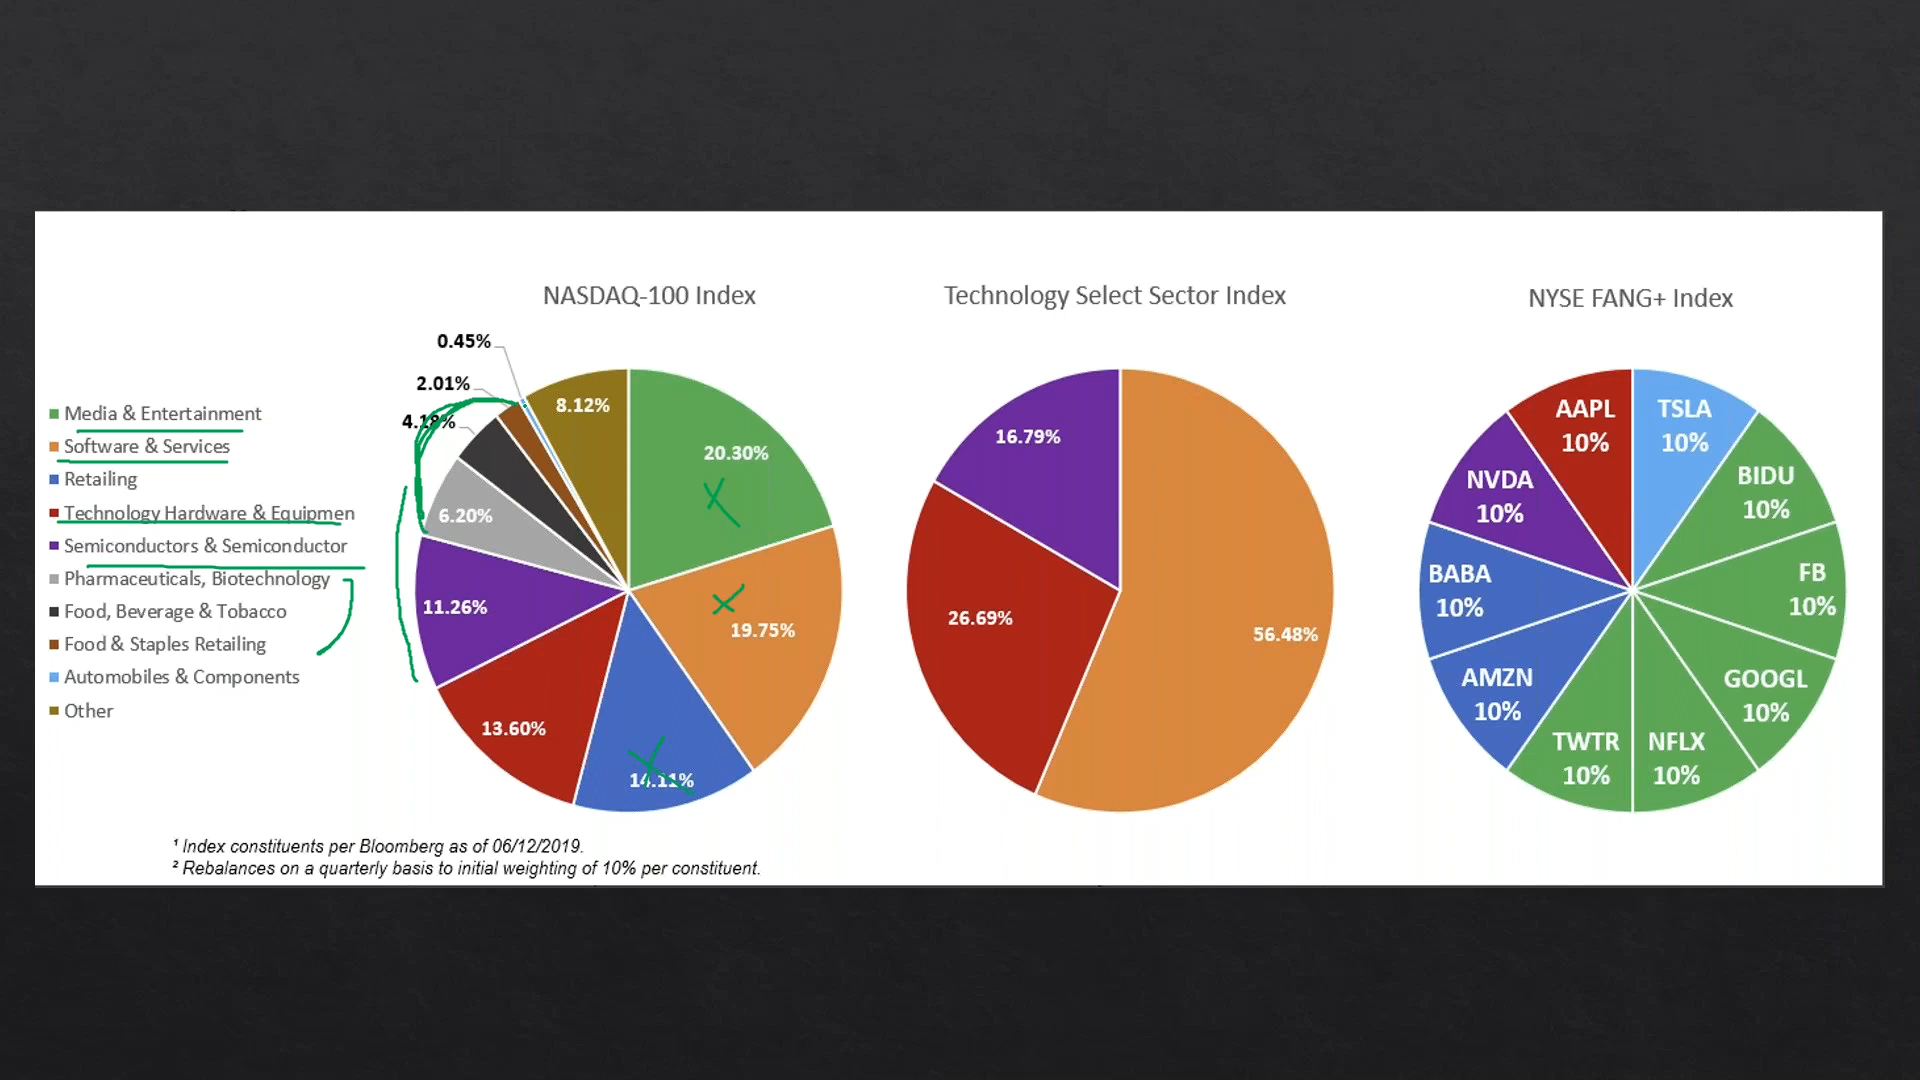 NASDAQ-100 Index
Technology Select Sector Index
NYSE FANG+ Index
Media & Entertainment
Software & Services
Retailing
Technology Hardware & Equipmen
Semiconductors & Semiconductor
Pharmaceuticals, Biotechnology
Food, Beverage & Tobacco
Food & Staples Retailing
Automobiles & Components
Other
0.45%
2.01%
4.18%
8.12%
20.30%
6.20%
11.26%
19.75%
13.60%
14.11%
16.79%
26.69%
56.48%
AAPL
10%
TSLA
10%
NVDA
10%
BIDU
10%
BABA
10%
FB
10%
AMZN
10%
GOOGL
10%
TWTR
10%
NFLX
10%
¹ Index constituents per Bloomberg as of 06/12/2019.
² Rebalances on a quarterly basis to initial weighting of 10% per constituent.